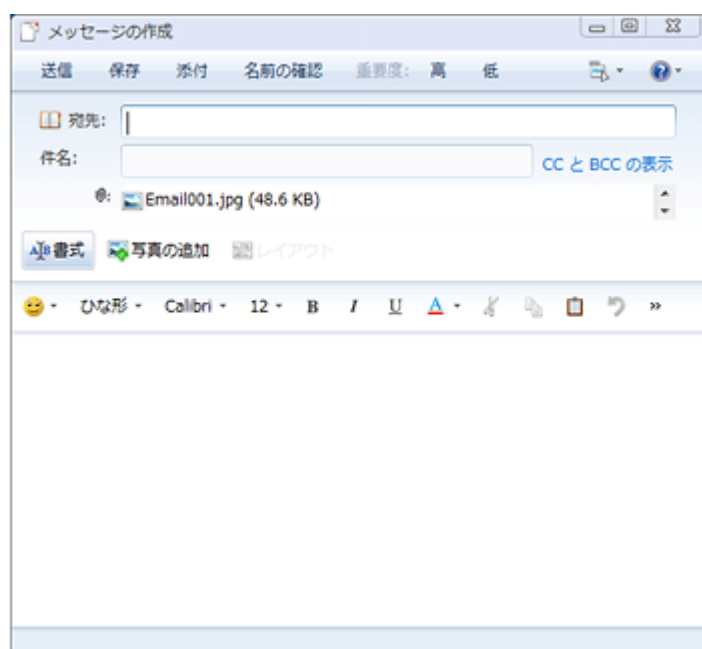 メッセージの作成
送信 保存 添付 名前の確認 重要度: 高 低
宛先:
件名:
CC と BCC の表示
Email001.jpg (48.6 KB)
書式 写真の追加 レイアウト
ひな形 Calibri 12 B I U A »